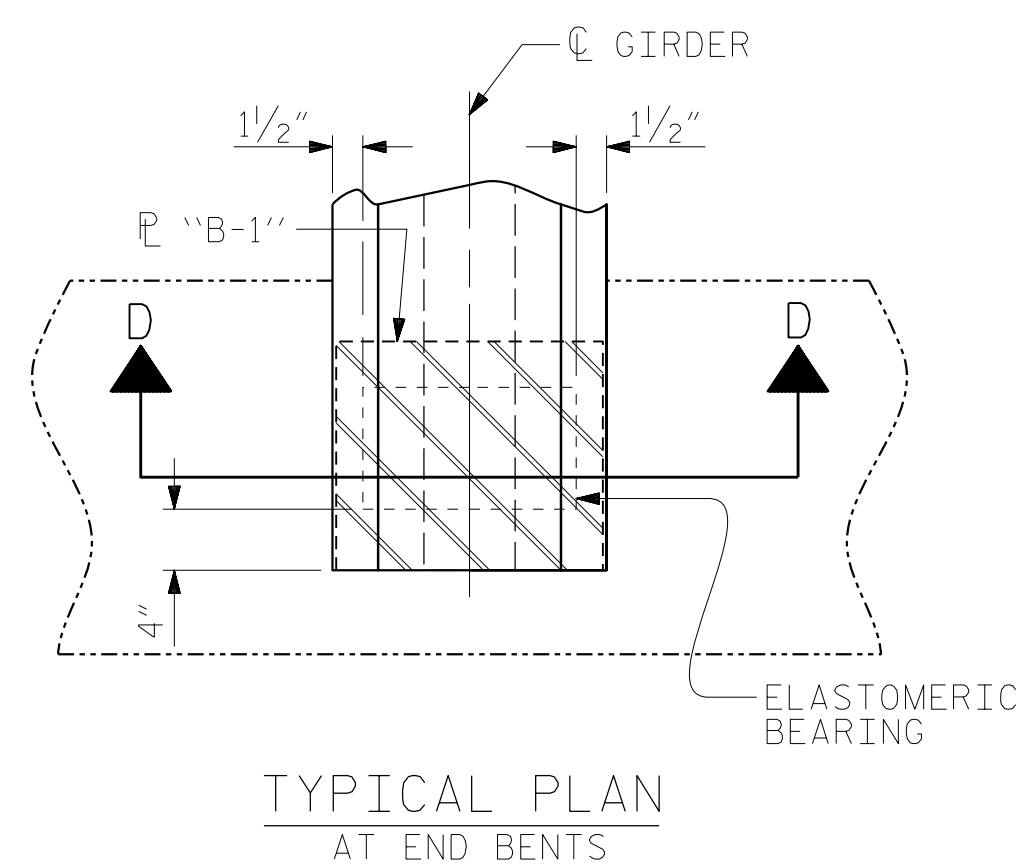 ℄ GIRDER
1½″
1½″
⅊ “B-1”
D
D
4″
ELASTOMERIC
BEARING
TYPICAL PLAN
AT END BENTS